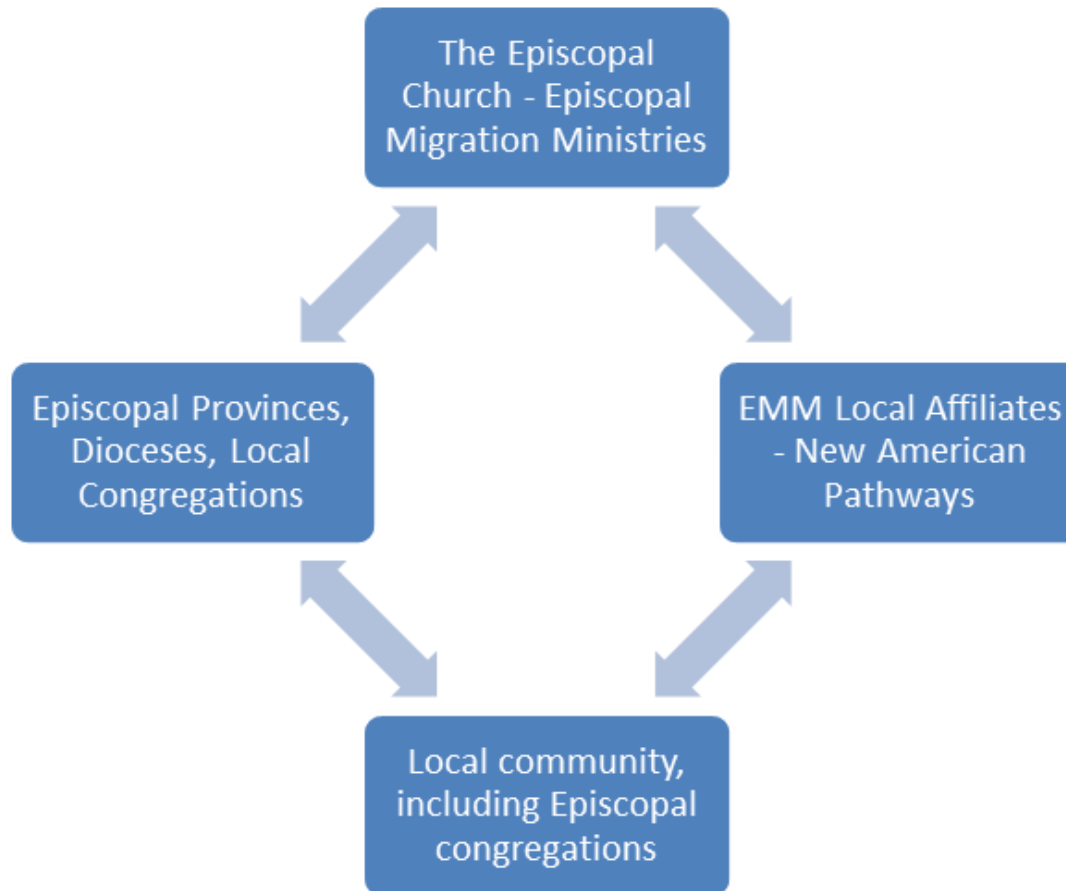 The Episcopal
Church - Episcopal
Migration Ministries
Episcopal Provinces,
Dioceses, Local
Congregations
EMM Local Affiliates
- New American
Pathways
Local community,
including Episcopal
congregations